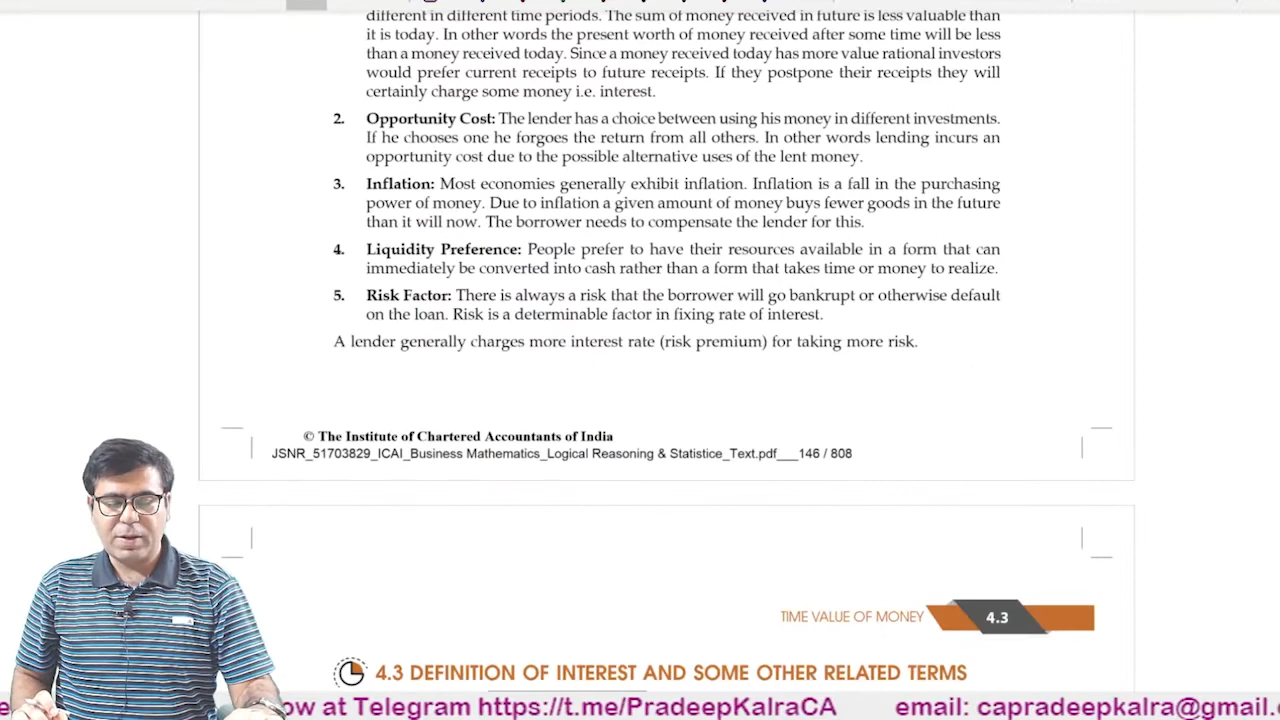 different in different time periods. The sum of money received in future is less valuable than
it is today. In other words the present worth of money received after some time will be less
than a money received today. Since a money received today has more value rational investors
would prefer current receipts to future receipts. If they postpone their receipts they will
certainly charge some money i.e. interest.
2. Opportunity Cost: The lender has a choice between using his money in different investments.
If he chooses one he forgoes the return from all others. In other words lending incurs an
opportunity cost due to the possible alternative uses of the lent money.
3. Inflation: Most economies generally exhibit inflation. Inflation is a fall in the purchasing
power of money. Due to inflation a given amount of money buys fewer goods in the future
than it will now. The borrower needs to compensate the lender for this.
4. Liquidity Preference: People prefer to have their resources available in a form that can
immediately be converted into cash rather than a form that takes time or money to realize.
5. Risk Factor: There is always a risk that the borrower will go bankrupt or otherwise default
on the loan. Risk is a determinable factor in fixing rate of interest.
A lender generally charges more interest rate (risk premium) for taking more risk.
© The Institute of Chartered Accountants of India
JSNR_51703829_ICAI_Business Mathematics_Logical Reasoning & Statistice_Text.pdf___146 / 808
TIME VALUE OF MONEY 4.3
4.3 DEFINITION OF INTEREST AND SOME OTHER RELATED TERMS
ow at Telegram https://t.me/PradeepKalraCA email: capradeepkalra@gmail.c